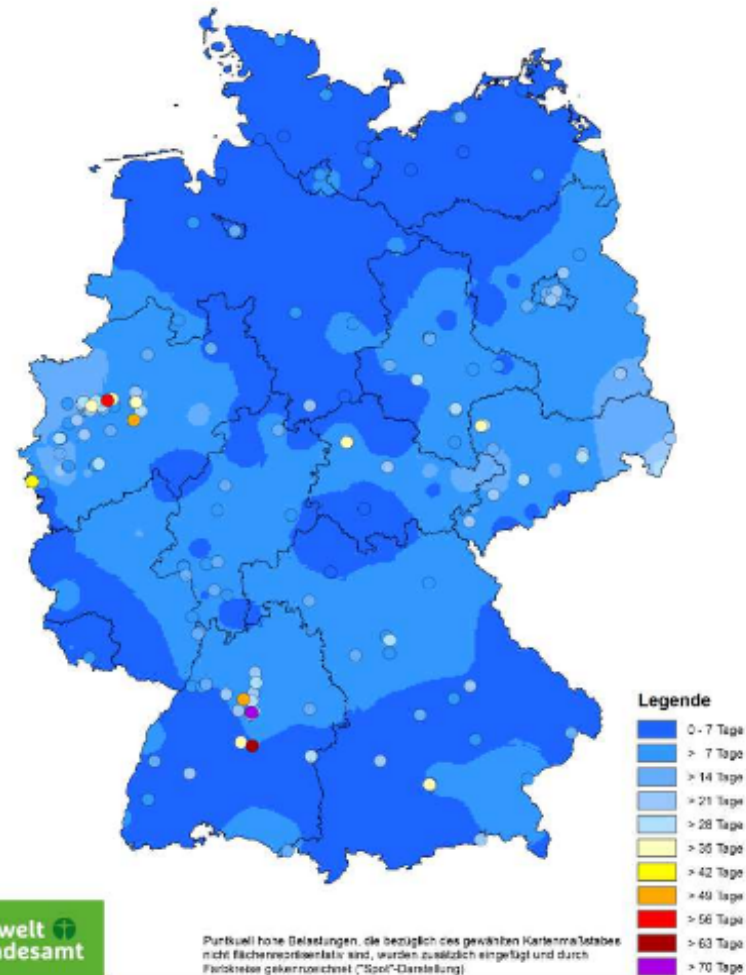 Legende
0 - 7 Tage
> 7 Tage
> 14 Tage
> 21 Tage
> 28 Tage
> 35 Tage
> 42 Tage
> 49 Tage
> 56 Tage
> 63 Tage
> 70 Tage
welt
ndesamt
Punktuell hohe Belastungen, die bezüglich des gewählten Kartenmaßstabes
nicht flächenrepräsentativ sind, wurden zusätzlich eingefügt und durch
Farbkreise gekennzeichnet ("Spot"-Darstellung)